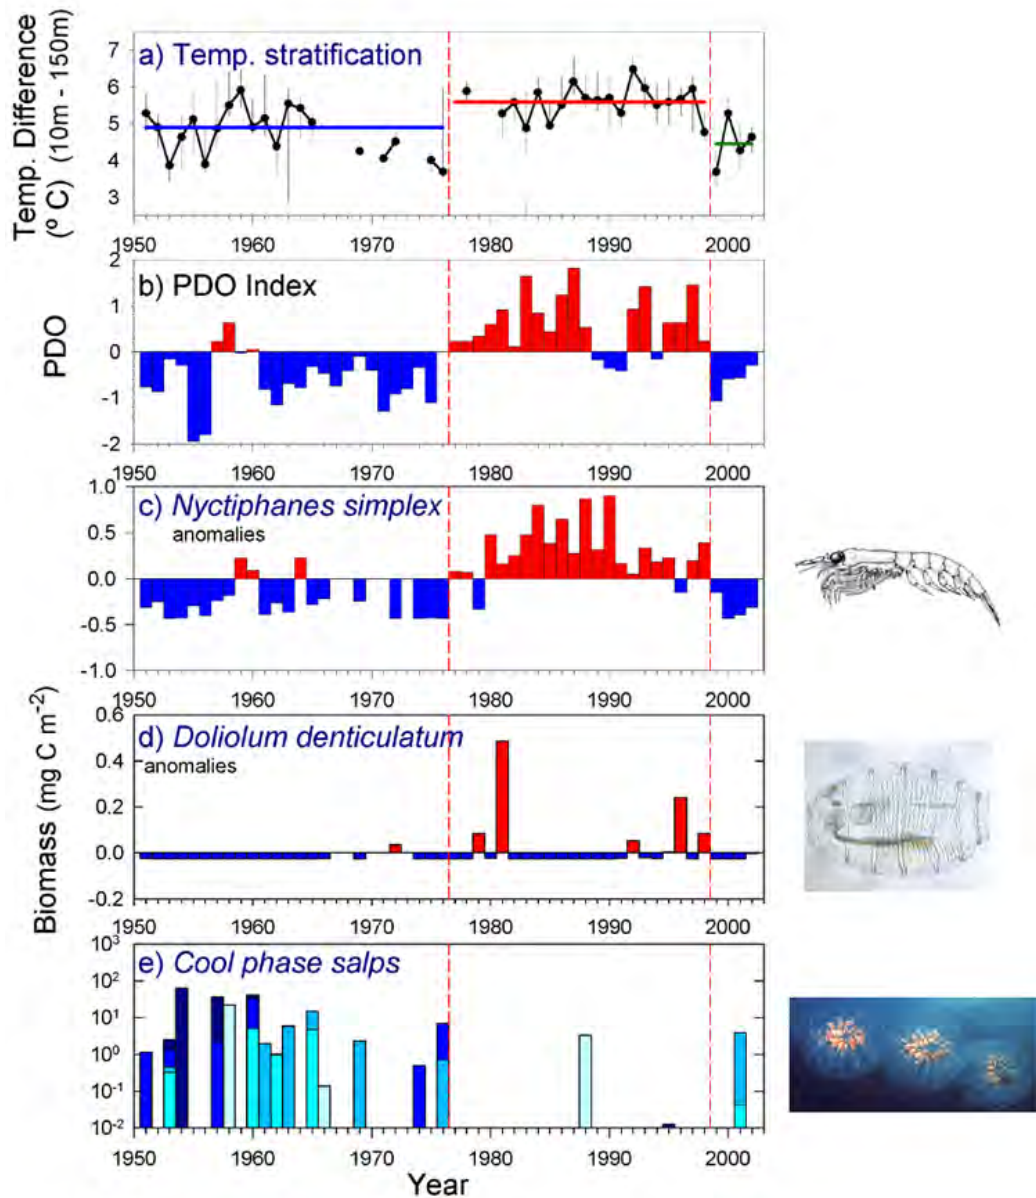 a) Temp. stratification
Temp. Difference
(º C) (10m - 150m)
7
6
5
4
3
1950 1960 1970 1980 1990 2000
b) PDO Index
PDO
2
1
0
-1
-2
1950 1960 1970 1980 1990 2000
c) Nyctiphanes simplex
anomalies
1.0
0.5
0.0
-0.5
-1.0
1950 1960 1970 1980 1990 2000
d) Doliolum denticulatum
anomalies
Biomass (mg C m-2)
0.6
0.4
0.2
0.0
-0.2
1950 1960 1970 1980 1990 2000
e) Cool phase salps
10³
10²
10¹
10⁰
10⁻¹
10⁻²
1950 1960 1970 1980 1990 2000
Year